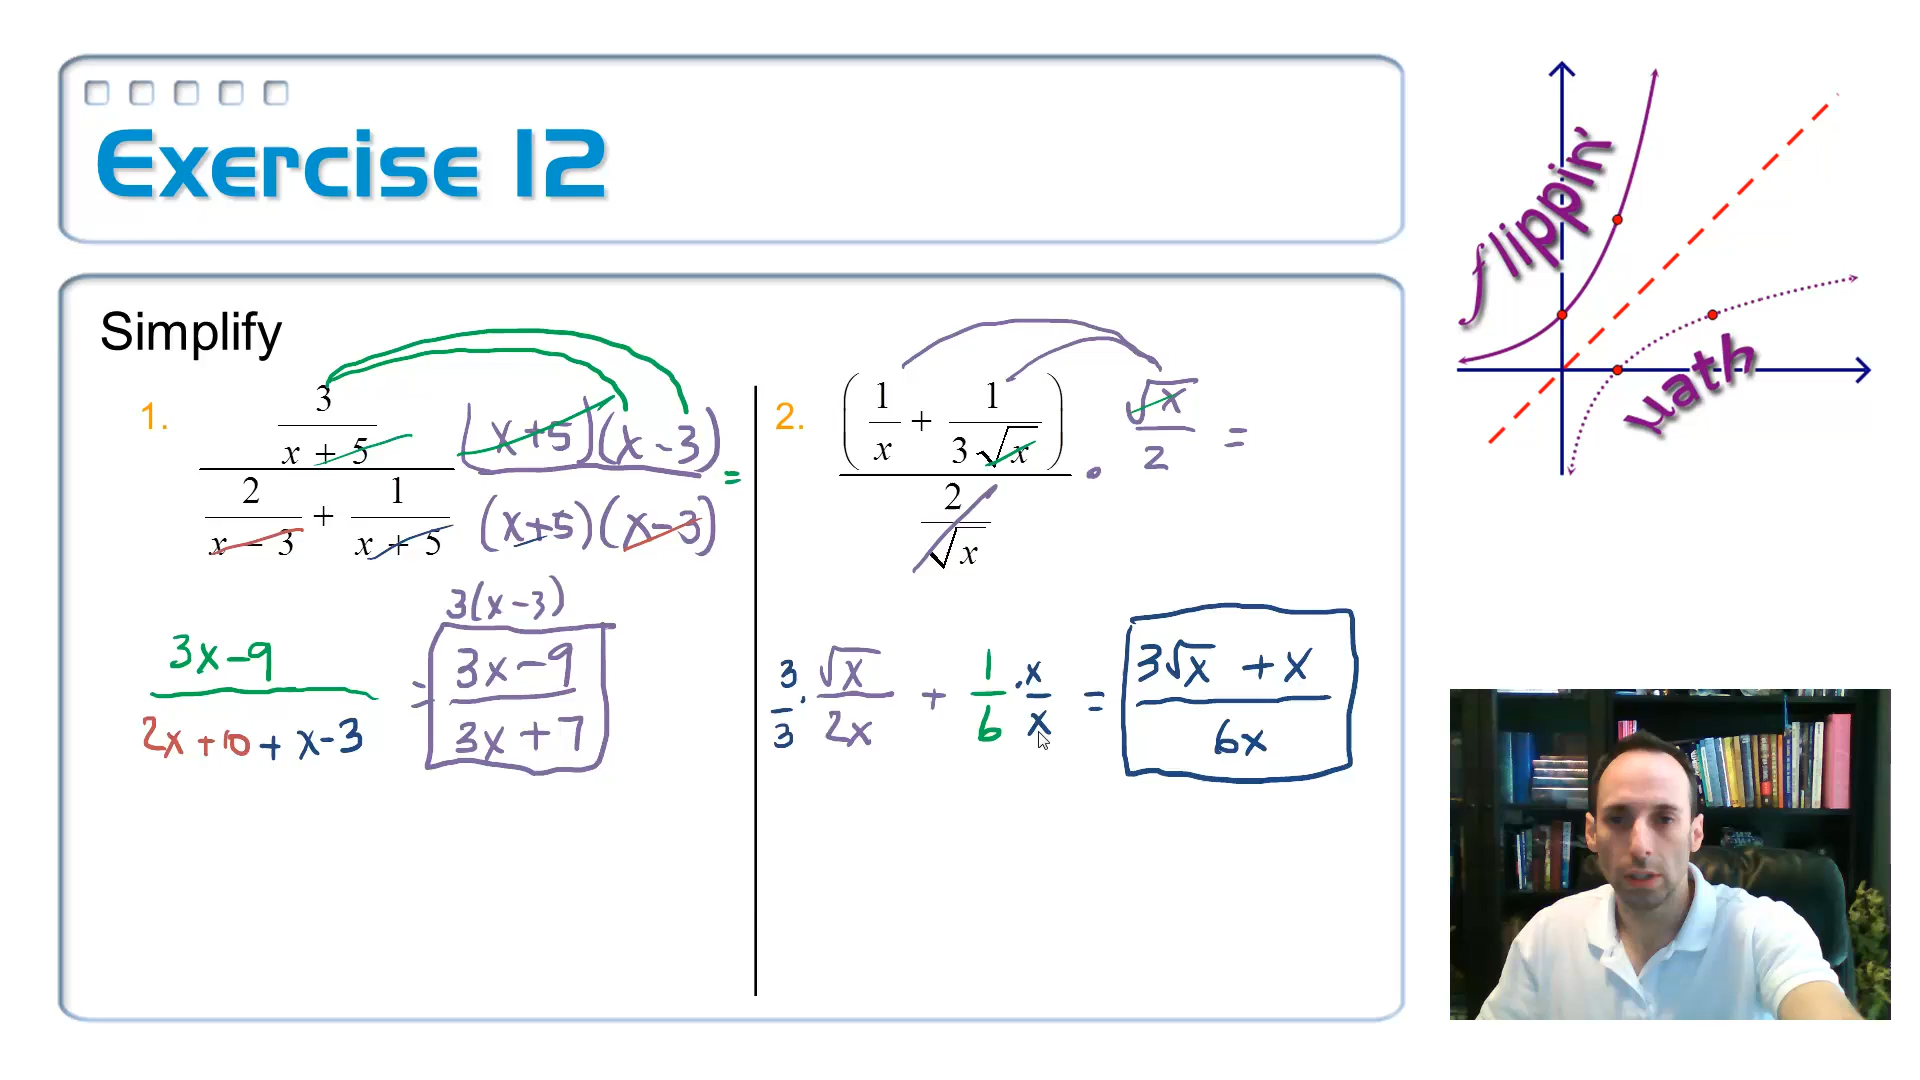 Exercise 12
flippin'
math
Simplify
1. 3/(x + 5) / (2/(x − 3) + 1/(x + 5)) (x+5)(x−3)/(x+5)(x−3) =
3(x−3)
3x−9/(2x+10+x−3) = 3x−9/(3x+7)
2. (1/x + 1/(3√x)) / (2/√x) · √x/2 =
3/3 · √x/2x + 1/6 · x/x = 3√x + x/6x